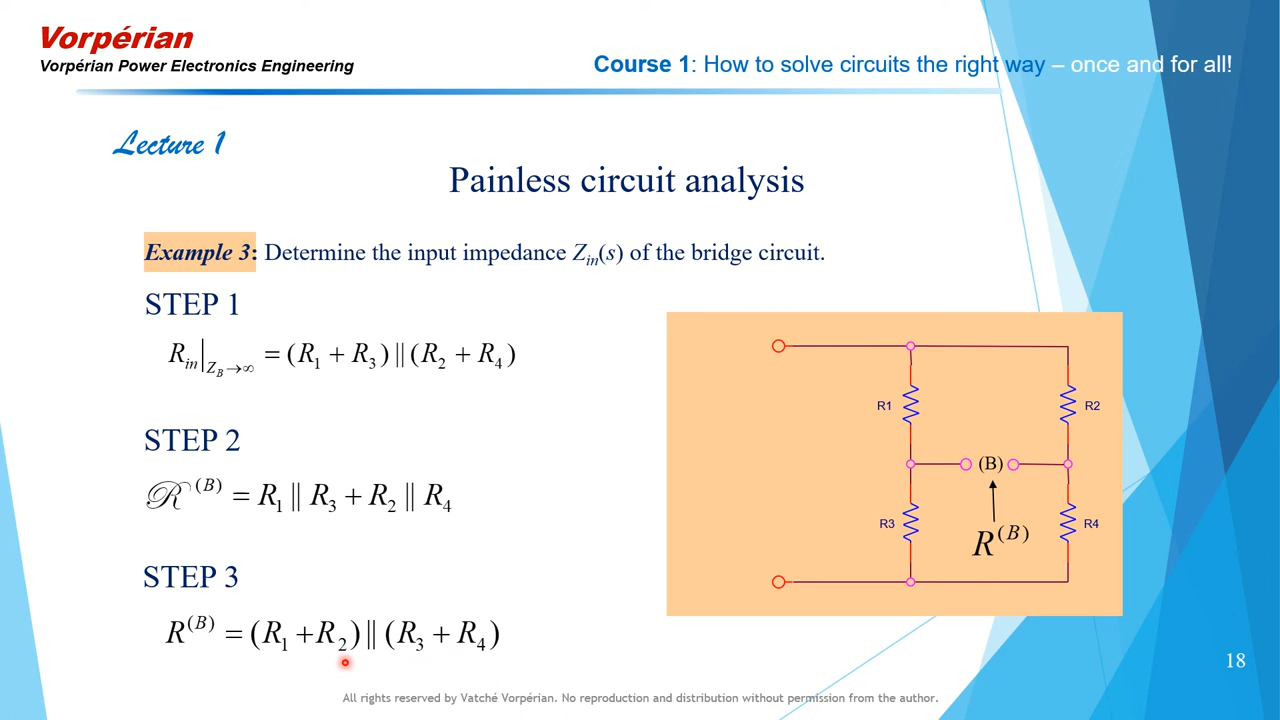 Vorpérian
Vorpérian Power Electronics Engineering
Course 1: How to solve circuits the right way – once and for all!
Lecture 1
Painless circuit analysis
Example 3: Determine the input impedance Z_in(s) of the bridge circuit.
STEP 1
R_in|_{Z_B→∞} = (R_1 + R_3) || (R_2 + R_4)
STEP 2
ℛ^(B) = R_1 || R_3 + R_2 || R_4
STEP 3
R^(B) = (R_1 + R_2) || (R_3 + R_4)
R1
R2
(B)
R3
R4
R^(B)
18
All rights reserved by Vatché Vorpérian. No reproduction and distribution without permission from the author.